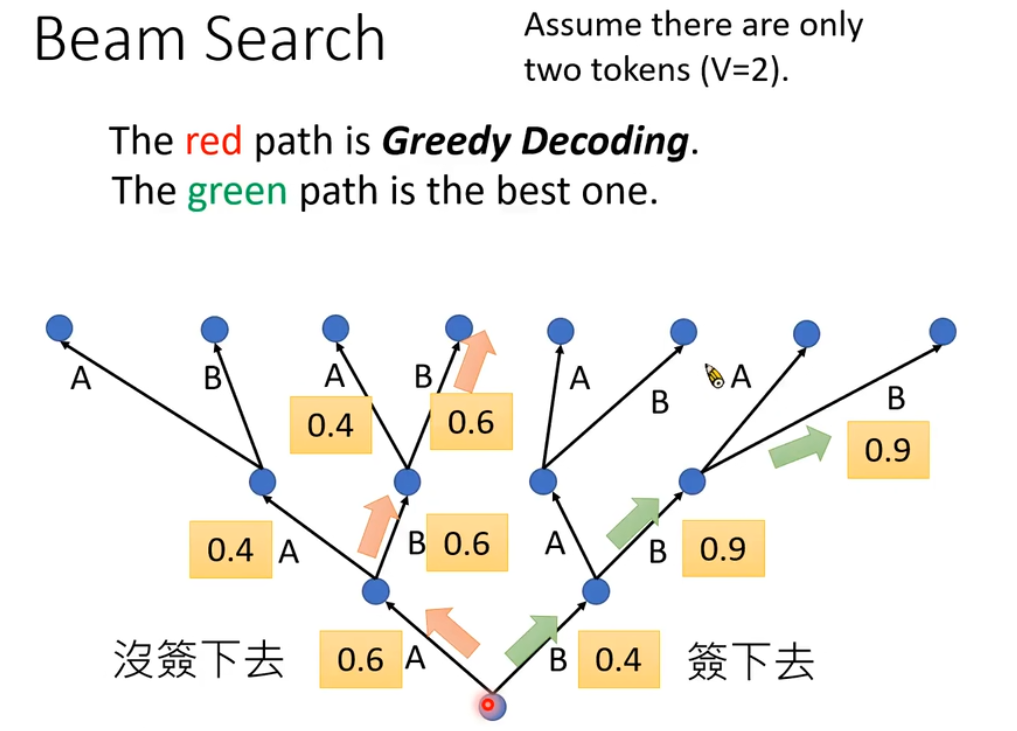 Beam Search
Assume there are only
two tokens (V=2).
The red path is Greedy Decoding.
The green path is the best one.
A
B
A
B
A
B
A
B
0.4
0.6
0.9
0.4
A
B
0.6
A
B
0.9
沒簽下去
0.6
A
B
0.4
簽下去